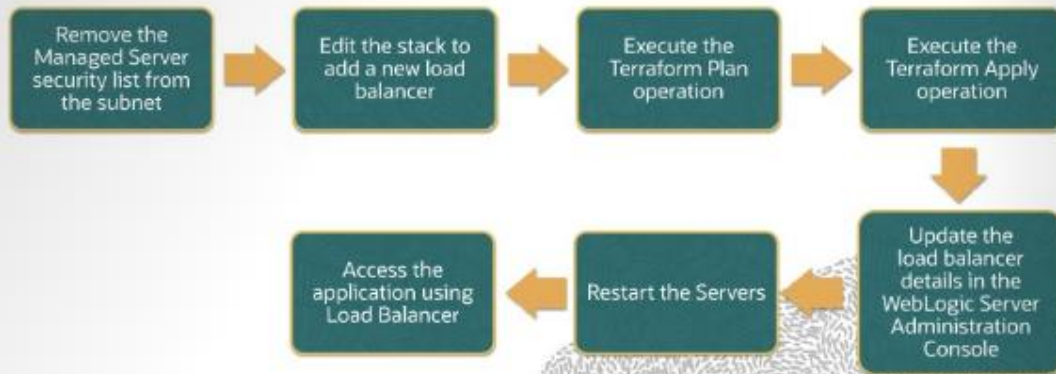 Remove the
Managed Server
security list from
the subnet
Edit the stack to
add a new load
balancer
Execute the
Terraform Plan
operation
Execute the
Terraform Apply
operation
Update the
load balancer
details in the
WebLogic Server
Administration
Console
Restart the Servers
Access the
application using
Load Balancer